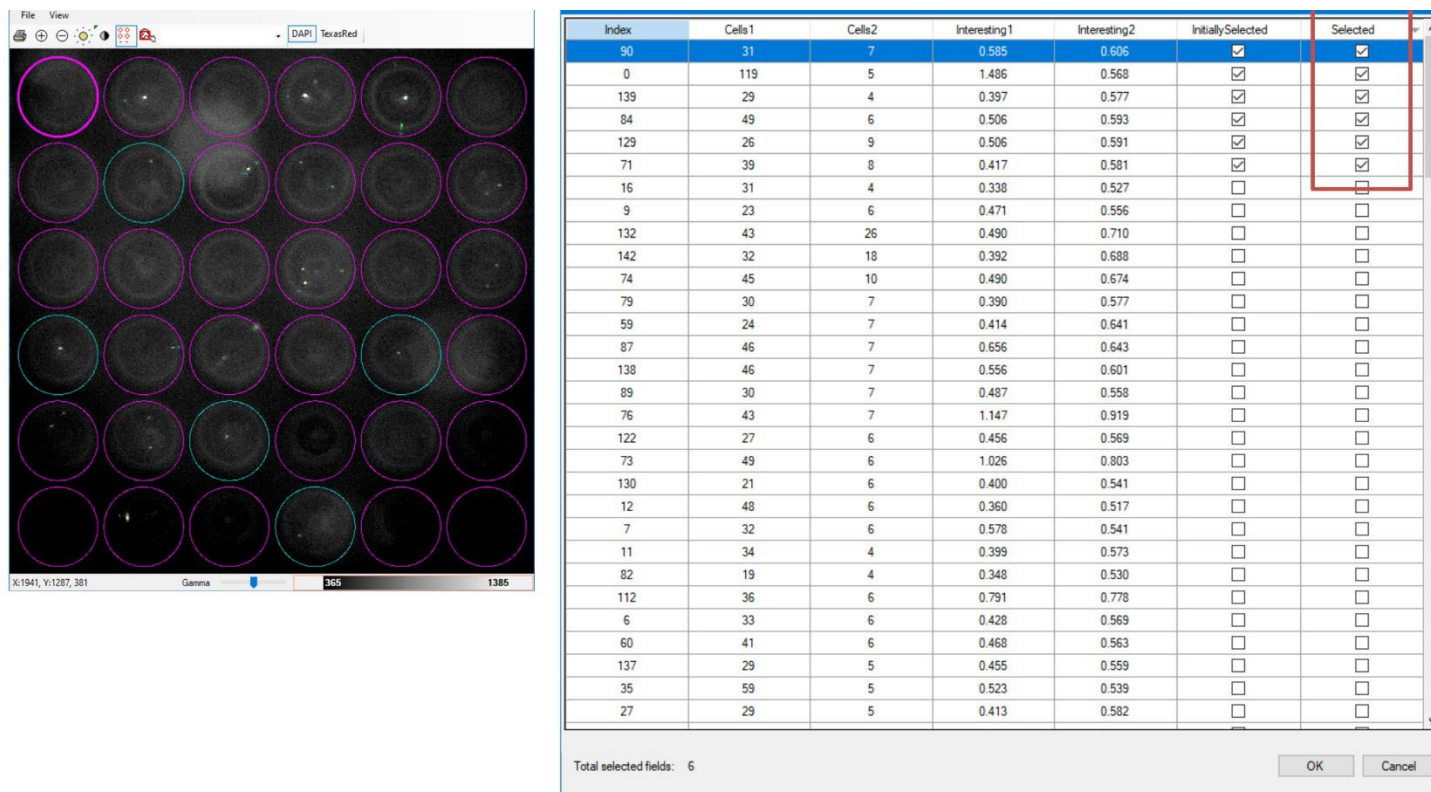 File View
DAPI TexasRed
X:1941, Y:1287, 381 Gamma 365 1385
Index Cells1 Cells2 Interesting1 Interesting2 InitiallySelected Selected
90 31 7 0.585 0.606
0 119 5 1.486 0.568
139 29 4 0.397 0.577
84 49 6 0.506 0.593
129 26 9 0.506 0.591
71 39 8 0.417 0.581
16 31 4 0.338 0.527
9 23 6 0.471 0.556
132 43 26 0.490 0.710
142 32 18 0.392 0.688
74 45 10 0.490 0.674
79 30 7 0.390 0.577
59 24 7 0.414 0.641
87 46 7 0.656 0.643
138 46 7 0.556 0.601
89 30 7 0.487 0.558
76 43 7 1.147 0.919
122 27 6 0.456 0.569
73 49 6 1.026 0.803
130 21 6 0.400 0.541
12 48 6 0.360 0.517
7 32 6 0.578 0.541
11 34 4 0.399 0.573
82 19 4 0.348 0.530
112 36 6 0.791 0.778
6 33 6 0.428 0.569
60 41 6 0.468 0.563
137 29 5 0.455 0.559
35 59 5 0.523 0.539
27 29 5 0.413 0.582
Total selected fields: 6 OK Cancel